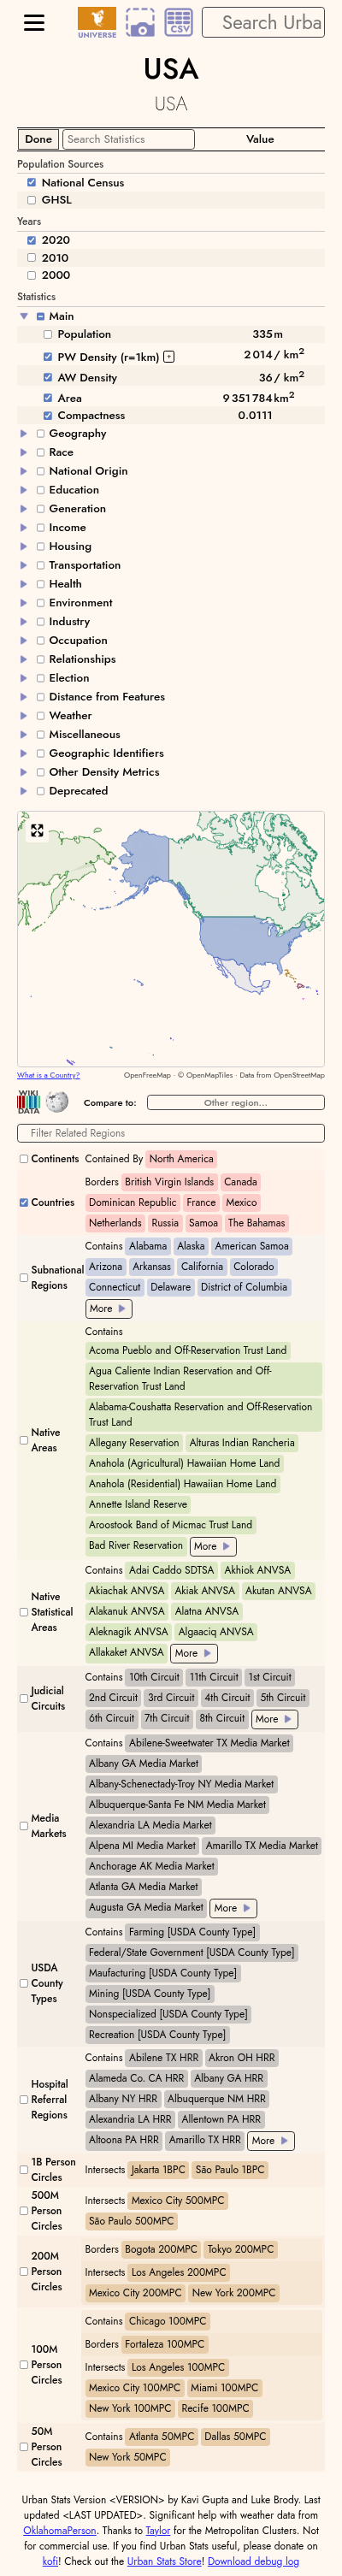 UNIVERSE
CSV
Search Urba
USA
USA
Done Search Statistics Value
Population Sources
National Census
GHSL
Years
2020
2010
2000
Statistics
Main
Population 335m
PW Density (r=1km) + 2 014 / km2
AW Density 36 / km2
Area 9 351 784 km2
Compactness 0.0111
Geography
Race
National Origin
Education
Generation
Income
Housing
Transportation
Health
Environment
Industry
Occupation
Relationships
Election
Distance from Features
Weather
Miscellaneous
Geographic Identifiers
Other Density Metrics
Deprecated
What is a Country? OpenFreeMap © OpenMapTiles Data from OpenStreetMap
WIKI DATA Compare to: Other region...
Filter Related Regions
Continents Contained By North America
Countries Borders British Virgin Islands Canada
Dominican Republic France Mexico
Netherlands Russia Samoa The Bahamas
Subnational Regions Contains Alabama Alaska American Samoa
Arizona Arkansas California Colorado
Connecticut Delaware District of Columbia
More
Native Areas Contains
Acoma Pueblo and Off-Reservation Trust Land
Agua Caliente Indian Reservation and Off-
Reservation Trust Land
Alabama-Coushatta Reservation and Off-Reservation
Trust Land
Allegany Reservation Alturas Indian Rancheria
Anahola (Agricultural) Hawaiian Home Land
Anahola (Residential) Hawaiian Home Land
Annette Island Reserve
Aroostook Band of Micmac Trust Land
Bad River Reservation More
Native Statistical Areas Contains Adai Caddo SDTSA Akhiok ANVSA
Akiachak ANVSA Akiak ANVSA Akutan ANVSA
Alakanuk ANVSA Alatna ANVSA
Aleknagik ANVSA Algaaciq ANVSA
Allakaket ANVSA More
Judicial Circuits Contains 10th Circuit 11th Circuit 1st Circuit
2nd Circuit 3rd Circuit 4th Circuit 5th Circuit
6th Circuit 7th Circuit 8th Circuit More
Media Markets Contains Abilene-Sweetwater TX Media Market
Albany GA Media Market
Albany-Schenectady-Troy NY Media Market
Albuquerque-Santa Fe NM Media Market
Alexandria LA Media Market
Alpena MI Media Market Amarillo TX Media Market
Anchorage AK Media Market
Atlanta GA Media Market
Augusta GA Media Market More
USDA County Types Contains Farming [USDA County Type]
Federal/State Government [USDA County Type]
Maufacturing [USDA County Type]
Mining [USDA County Type]
Nonspecialized [USDA County Type]
Recreation [USDA County Type]
Hospital Referral Regions Contains Abilene TX HRR Akron OH HRR
Alameda Co. CA HRR Albany GA HRR
Albany NY HRR Albuquerque NM HRR
Alexandria LA HRR Allentown PA HRR
Altoona PA HRR Amarillo TX HRR More
1B Person Circles Intersects Jakarta 1BPC São Paulo 1BPC
500M Person Circles Intersects Mexico City 500MPC
São Paulo 500MPC
200M Person Circles Borders Bogota 200MPC Tokyo 200MPC
Intersects Los Angeles 200MPC
Mexico City 200MPC New York 200MPC
100M Person Circles Contains Chicago 100MPC
Borders Fortaleza 100MPC
Intersects Los Angeles 100MPC
Mexico City 100MPC Miami 100MPC
New York 100MPC Recife 100MPC
50M Person Circles Contains Atlanta 50MPC Dallas 50MPC
New York 50MPC
Urban Stats Version <VERSION> by Kavi Gupta and Luke Brody. Last
updated <LAST UPDATED>. Significant help with weather data from
OklahomaPerson. Thanks to Taylor for the Metropolitan Clusters. Not
for commercial use. If you find Urban Stats useful, please donate on
kofi! Check out the Urban Stats Store! Download debug log